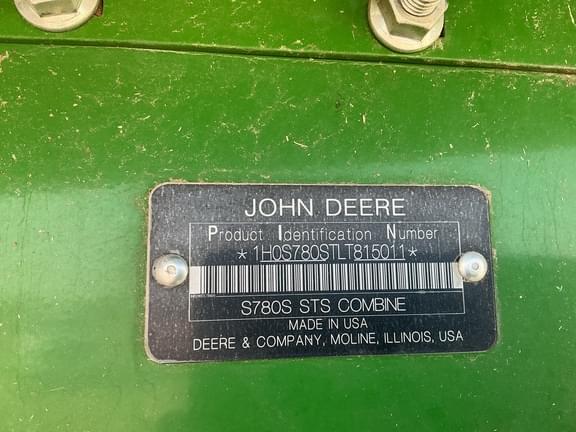 JOHN DEERE
Product Identification Number
*1H0S780STLT815011*
S780S STS COMBINE
MADE IN USA
DEERE & COMPANY, MOLINE, ILLINOIS, USA